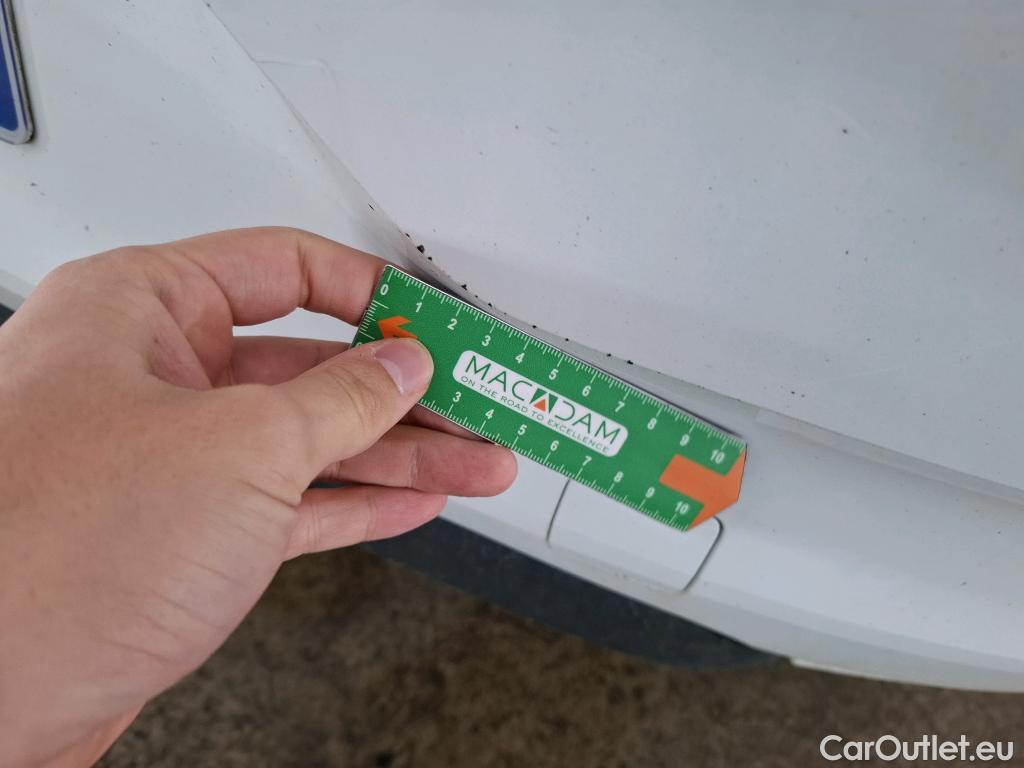 0 1 2 3 4 5 6 7 8 9 10
MACADAM
ON THE ROAD TO EXCELLENCE
3 4 5 6 7 8 9 10
CarOutlet.eu